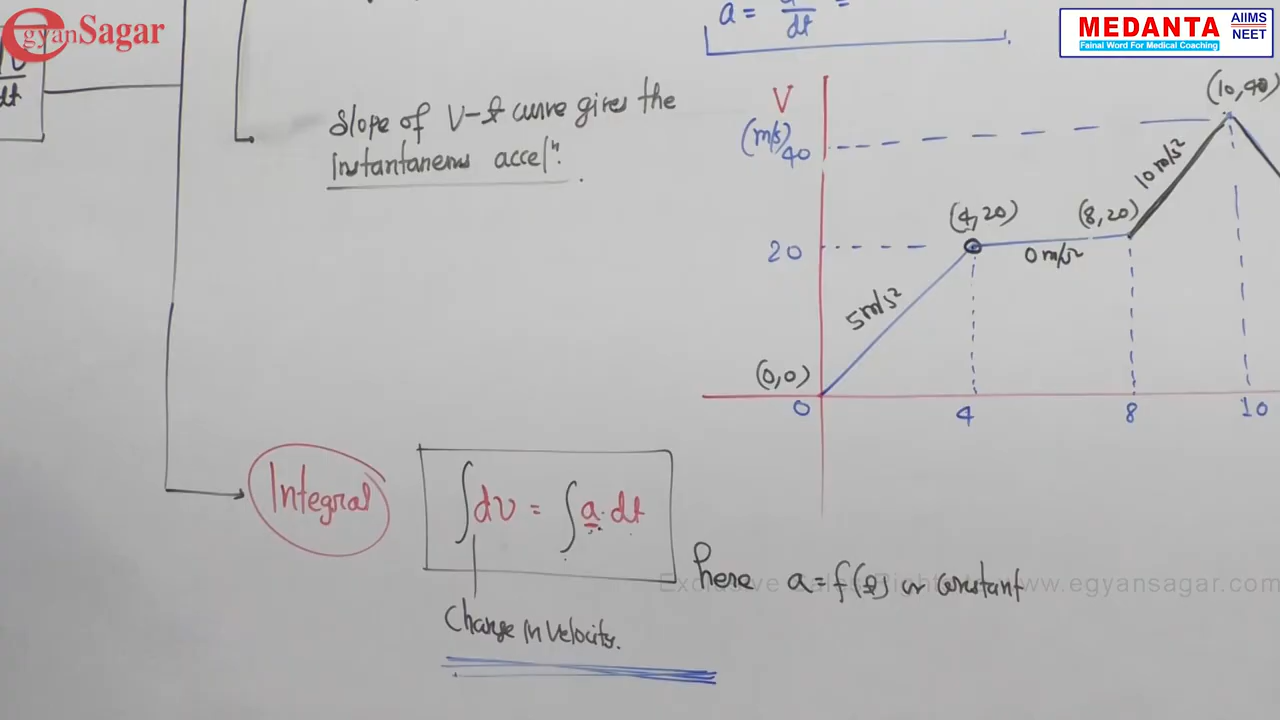 egyanSagar
MEDANTA
Fainal Word For Medical Coaching
AIIMS
NEET
a = /dt =
dt
Slope of V-t curve gives the
instantaneous accelⁿ.
V
(m/s)
40
20
(0,0)
0
4
8
10
(4,20)
(8,20)
(10,40)
5 m/s²
0 m/s²
10 m/s²
Integral
∫dv = ∫a.dt
Change in velocity.
here a = f(t) or constant
www.egyansagar.com